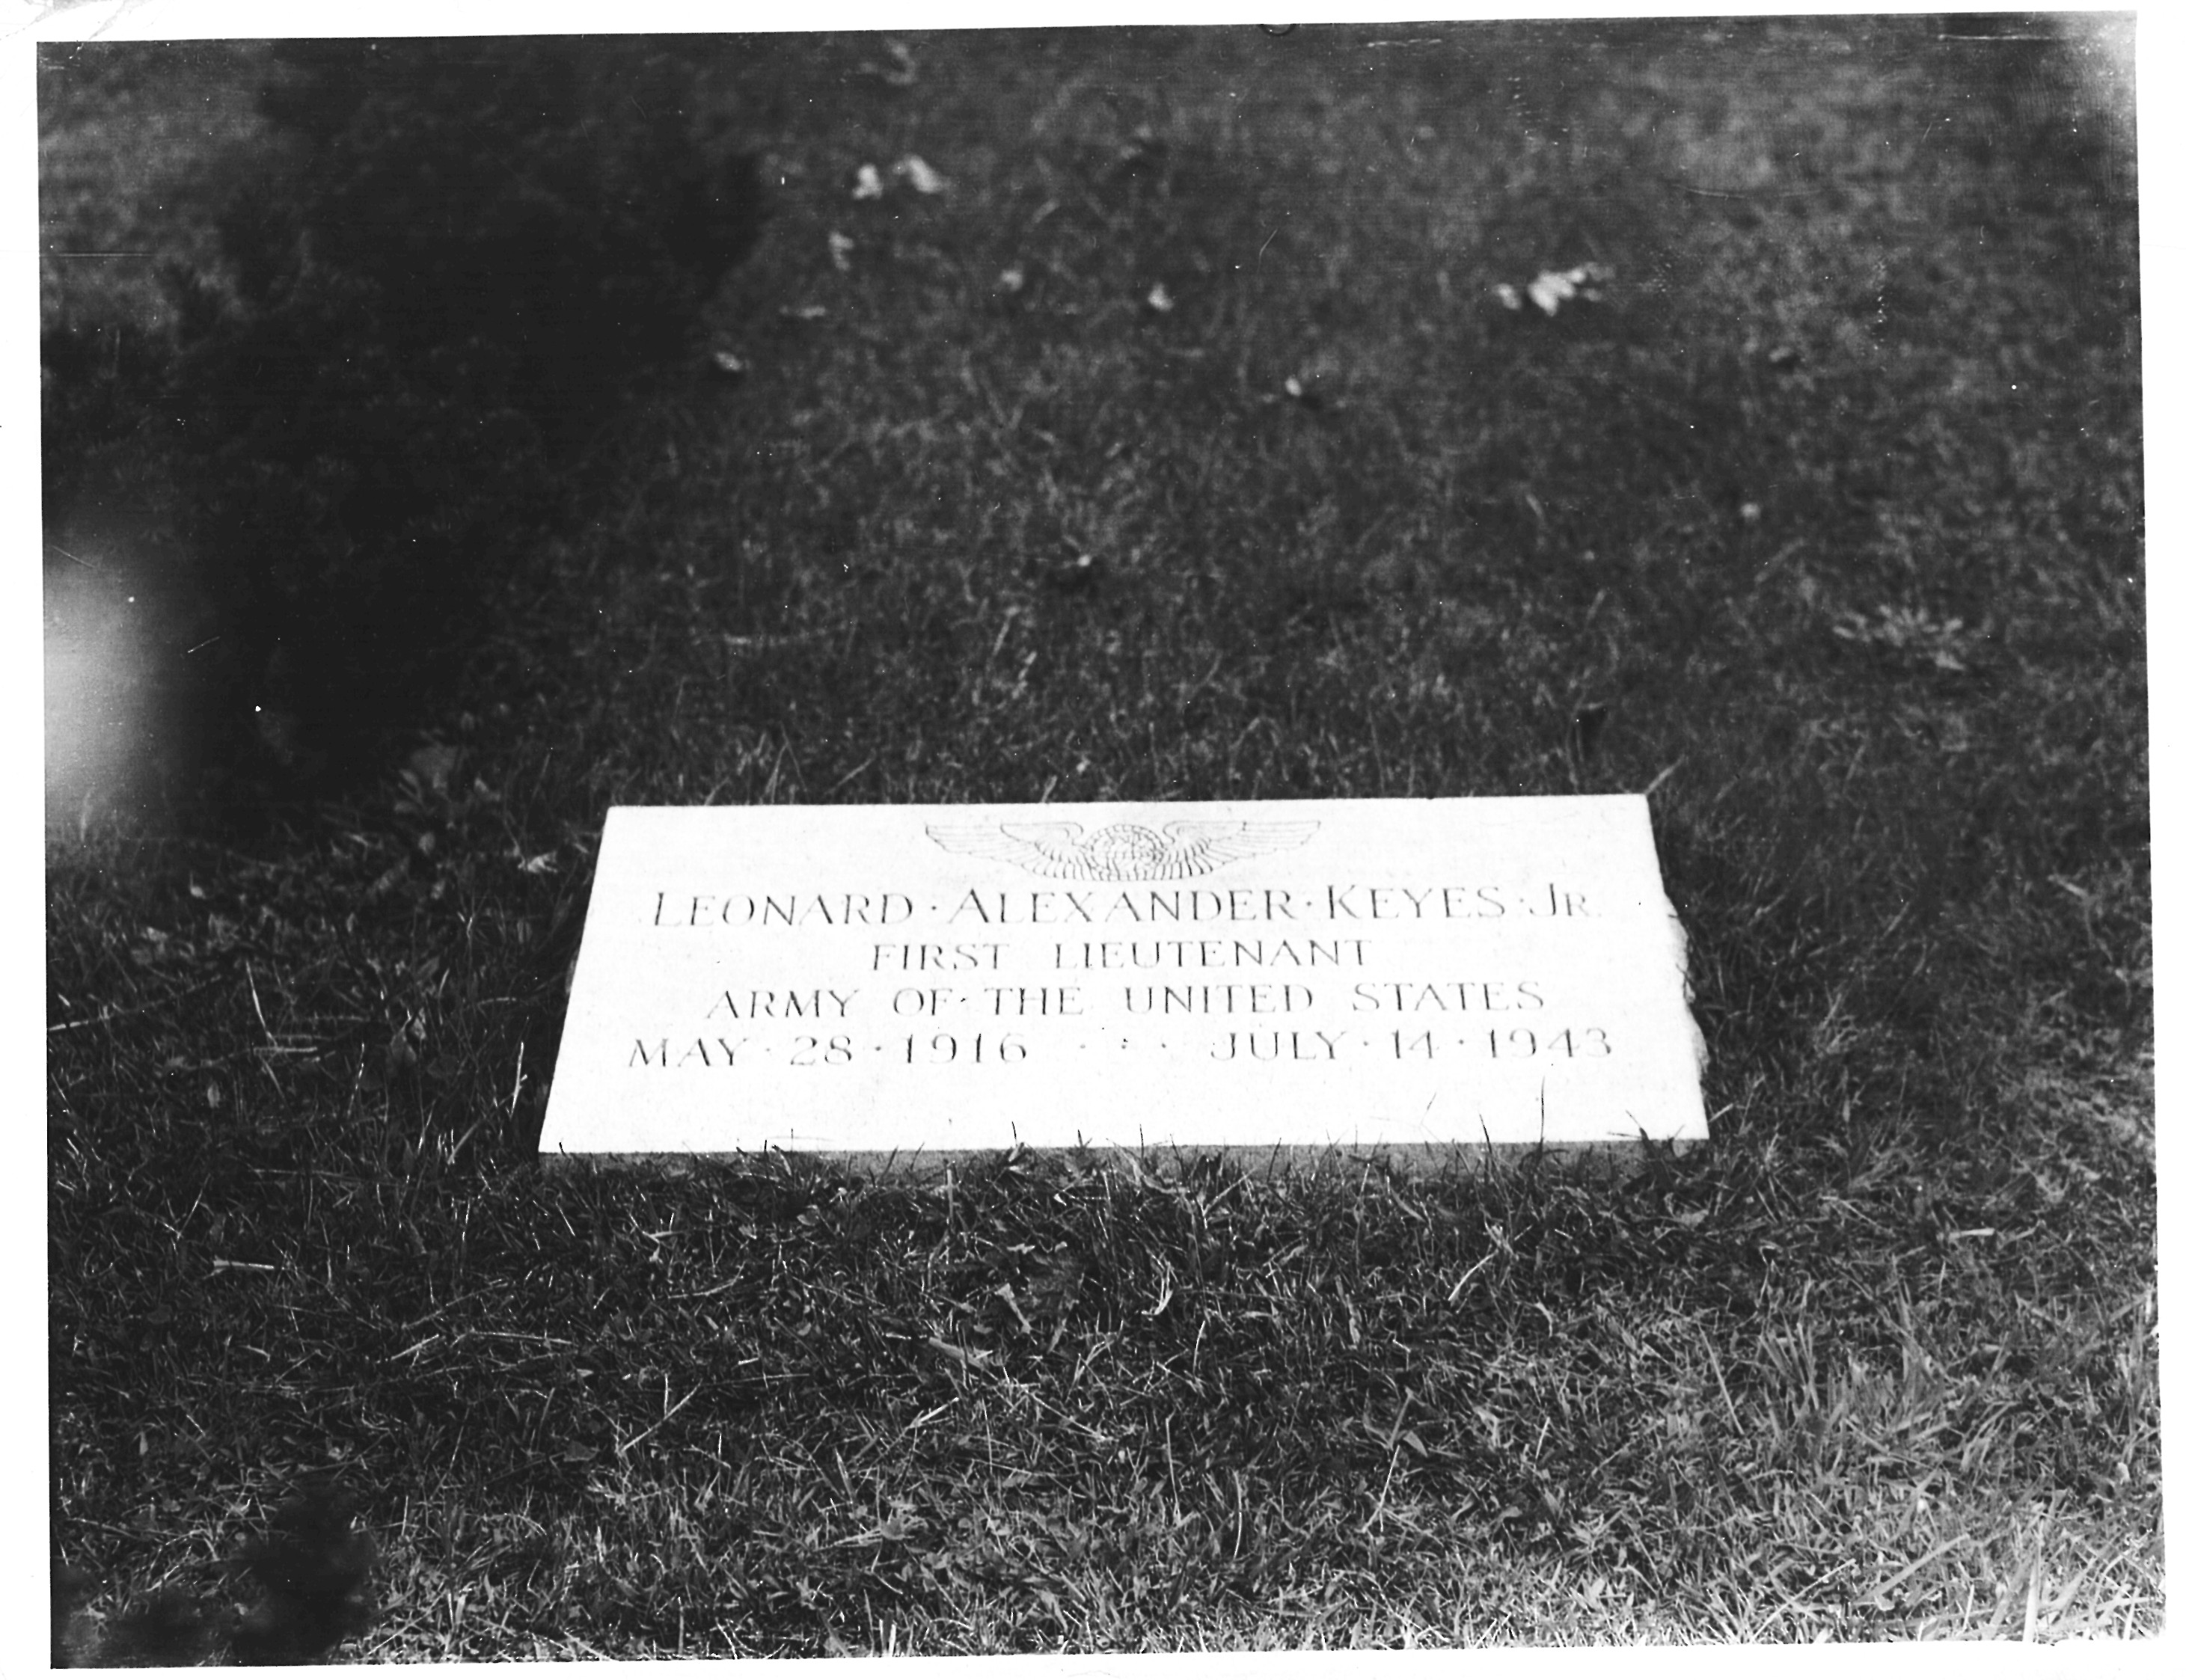 LEONARD · ALEXANDER · KEYES · JR.
FIRST LIEUTENANT
ARMY OF THE UNITED STATES
MAY · 28 · 1916 · : · JULY · 14 · 1943